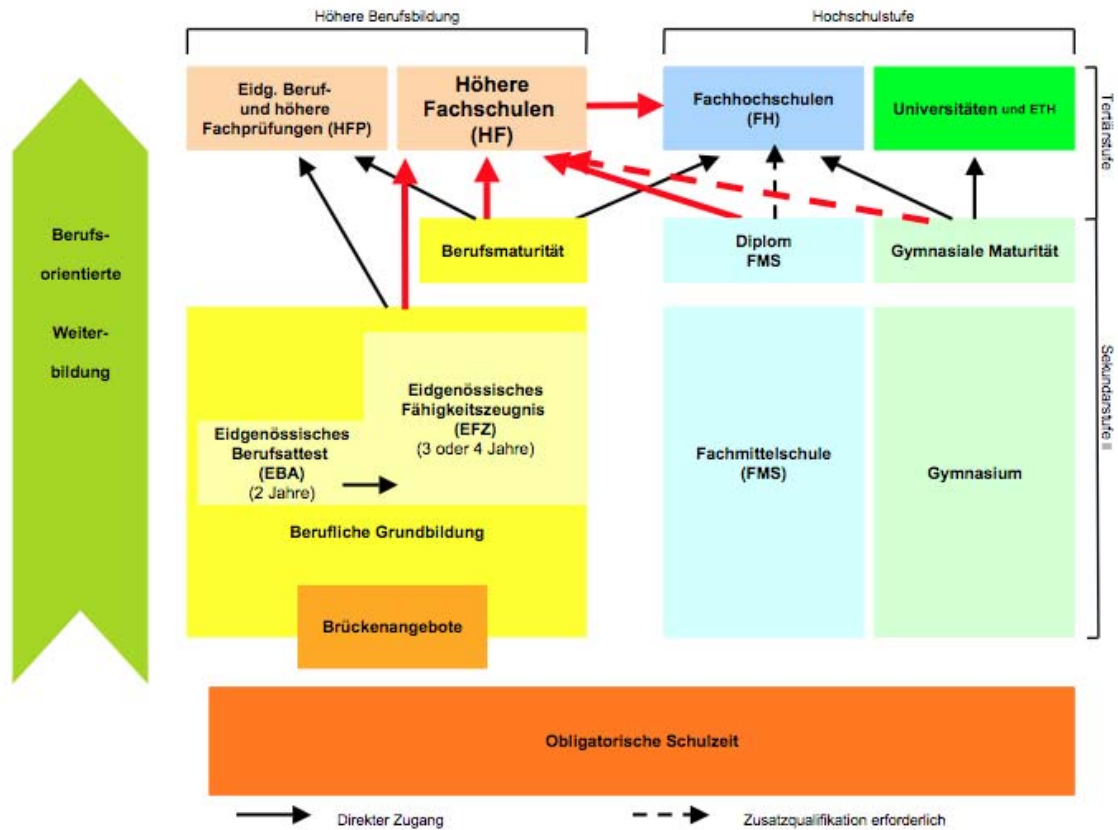 Höhere Berufsbildung
Hochschulstufe
Eidg. Beruf-
und höhere
Fachprüfungen (HFP)
Höhere
Fachschulen
(HF)
Fachhochschulen
(FH)
Universitäten und ETH
Tertiärstufe
Berufs-
orientierte
Weiter-
bildung
Berufsmaturität
Diplom
FMS
Gymnasiale Maturität
Sekundarstufe II
Eidgenössisches
Fähigkeitszeugnis
(EFZ)
(3 oder 4 Jahre)
Eidgenössisches
Berufsattest
(EBA)
(2 Jahre)
Berufliche Grundbildung
Fachmittelschule
(FMS)
Gymnasium
Brückenangebote
Obligatorische Schulzeit
Direkter Zugang
Zusatzqualifikation erforderlich